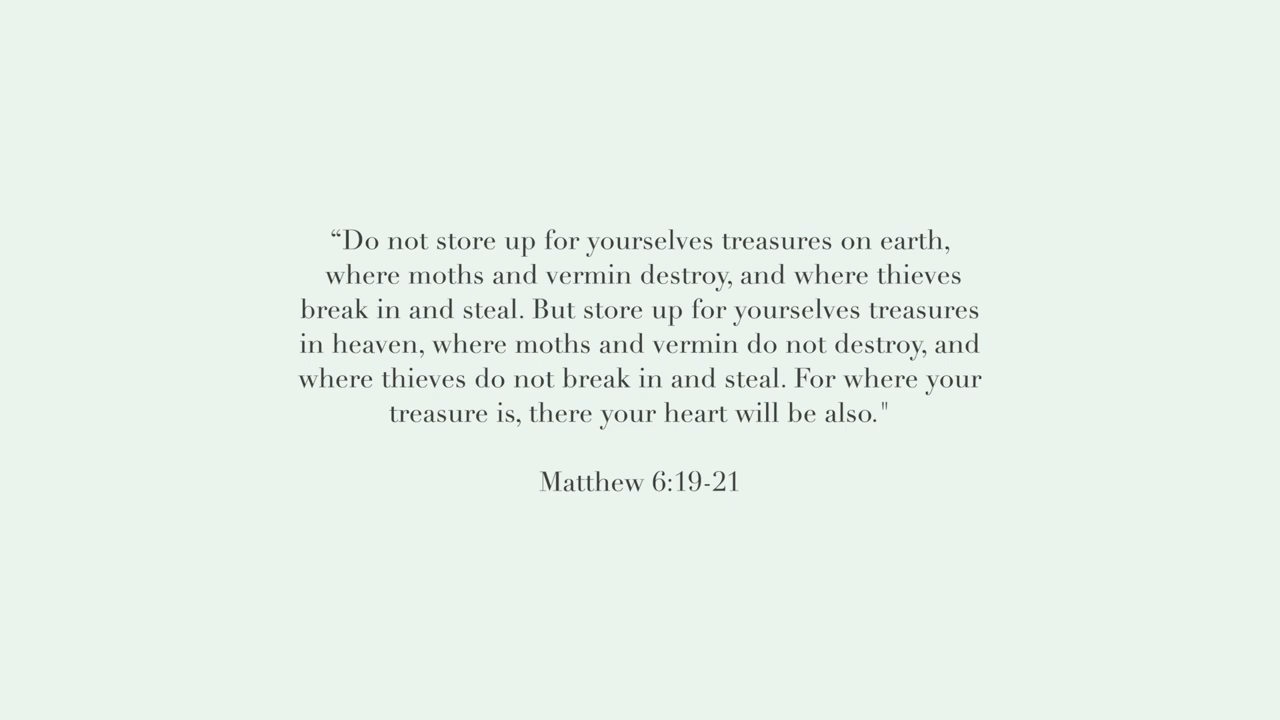 “Do not store up for yourselves treasures on earth,
where moths and vermin destroy, and where thieves
break in and steal. But store up for yourselves treasures
in heaven, where moths and vermin do not destroy, and
where thieves do not break in and steal. For where your
treasure is, there your heart will be also."
Matthew 6:19-21